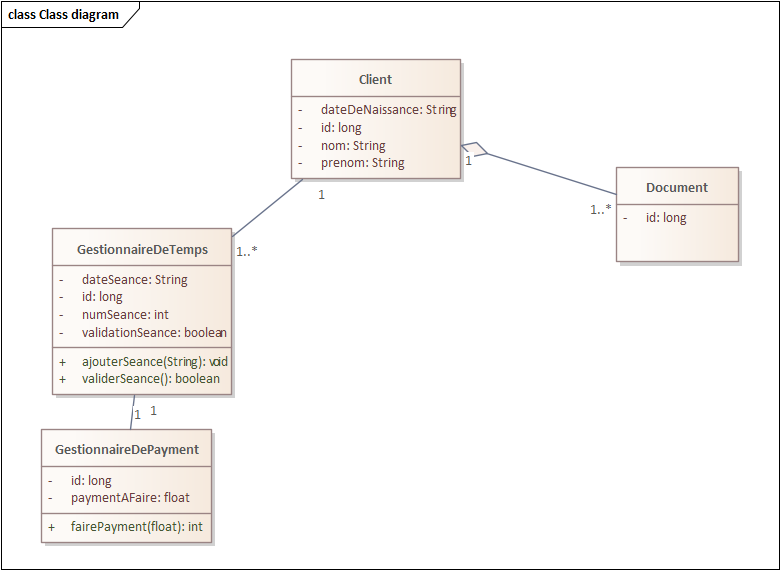 class Class diagram
Client
- dateDeNaissance: String
- id: long
- nom: String
- prenom: String
1
1
Document
- id: long
1..*
GestionnaireDeTemps
1..*
- dateSeance: String
- id: long
- numSeance: int
- validationSeance: boolean
+ ajouterSeance(String): void
+ validerSeance(): boolean
1 1
GestionnaireDePayment
- id: long
- paymentAFaire: float
+ fairePayment(float): int